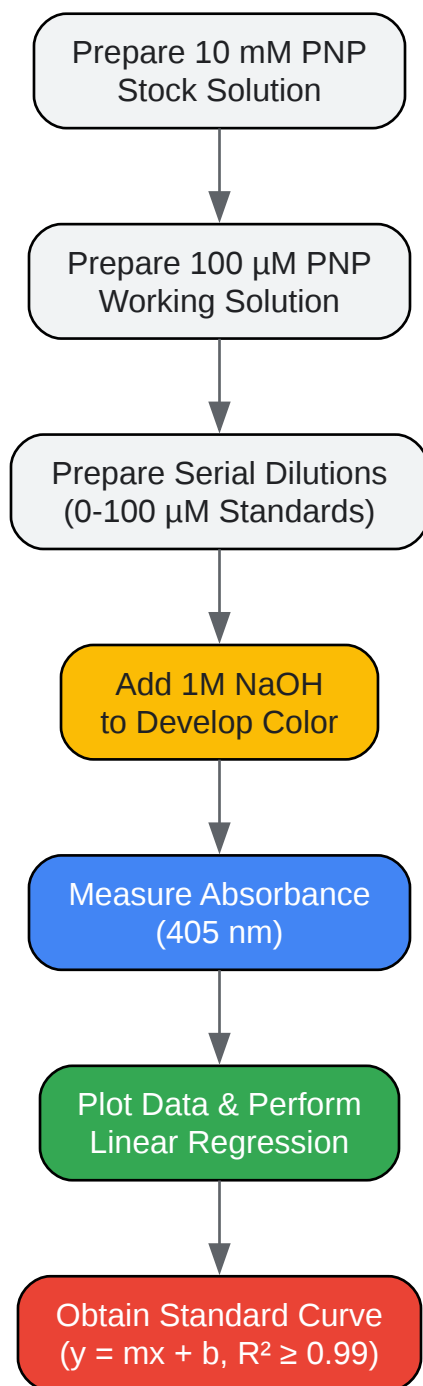 Prepare 10 mM PNP
Stock Solution
Prepare 100 µM PNP
Working Solution
Prepare Serial Dilutions
(0-100 µM Standards)
Add 1M NaOH
to Develop Color
Measure Absorbance
(405 nm)
Plot Data & Perform
Linear Regression
Obtain Standard Curve
(y = mx + b, R² ≥ 0.99)